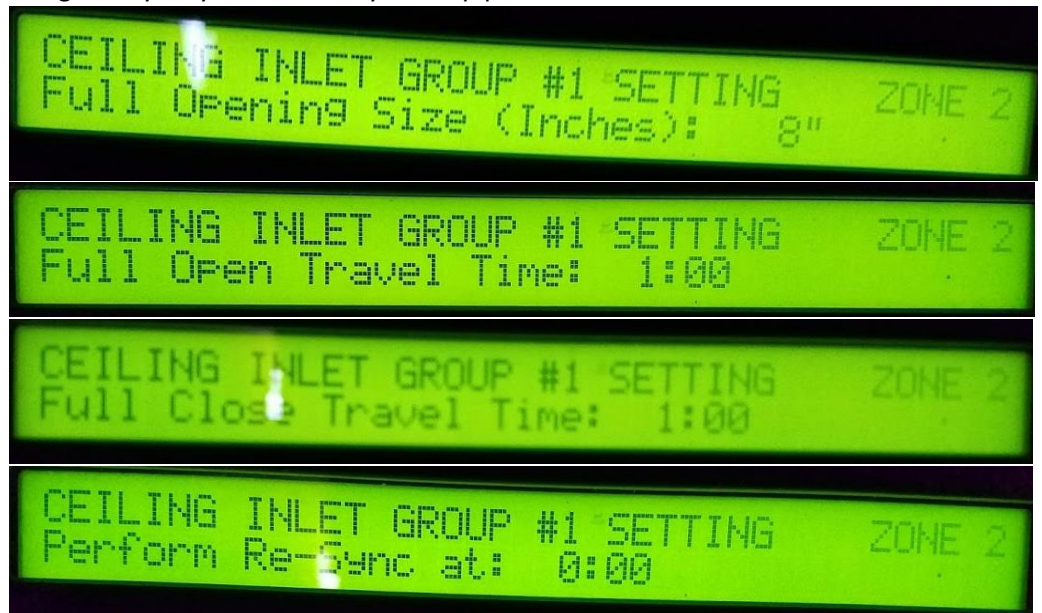 CEILING INLET GROUP #1 SETTING ZONE 2
Full Opening Size (Inches): 8"
CEILING INLET GROUP #1 SETTING ZONE 2
Full Open Travel Time: 1:00
CEILING INLET GROUP #1 SETTING ZONE 2
Full Close Travel Time: 1:00
CEILING INLET GROUP #1 SETTING ZONE 2
Perform Re-Sync at: 0:00